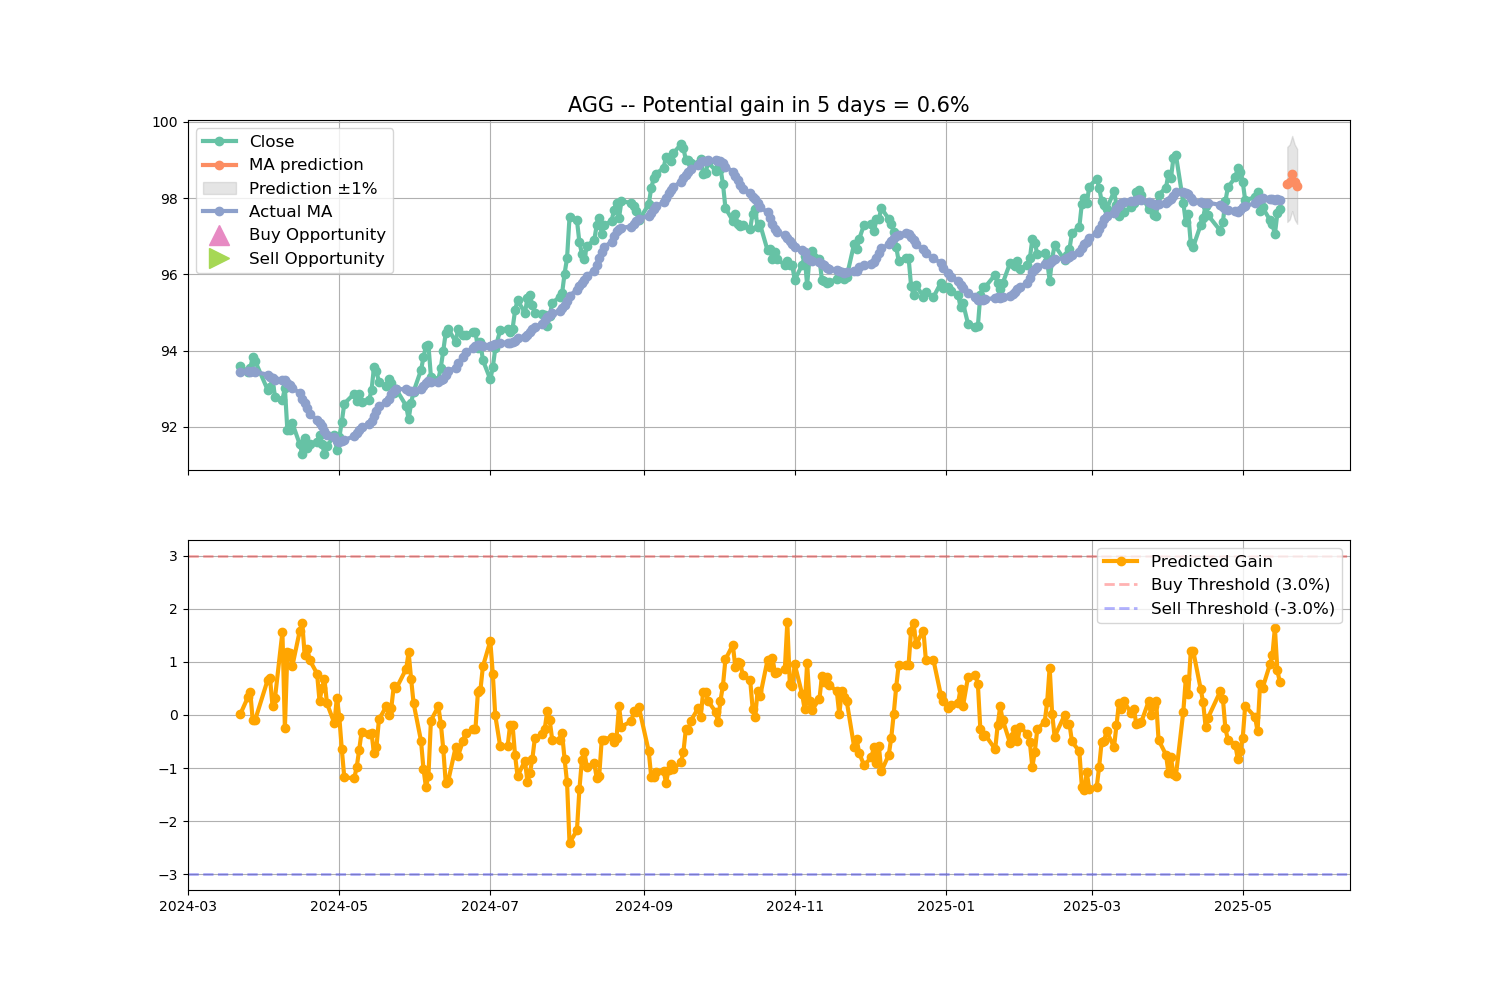 AGG -- Potential gain in 5 days = 0.6%
100
98
96
94
92
Close
MA prediction
Prediction ±1%
Actual MA
Buy Opportunity
Sell Opportunity
3
2
1
0
−1
−2
−3
Predicted Gain
Buy Threshold (3.0%)
Sell Threshold (-3.0%)
2024-03
2024-05
2024-07
2024-09
2024-11
2025-01
2025-03
2025-05